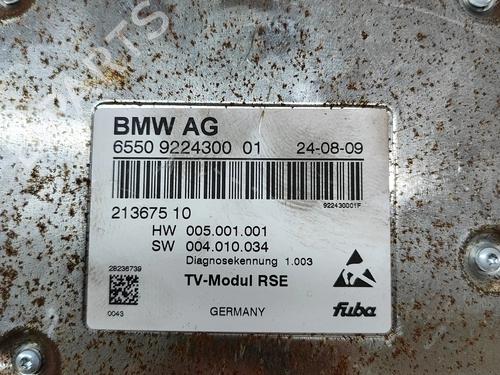 PARTS
BMW AG
6550 9224300 01 24-08-09
922430001F
213675 10
HW 005.001.001
SW 004.010.034
Diagnosekennung 1.003
28236739
TV-Modul RSE
0043
GERMANY
fuba